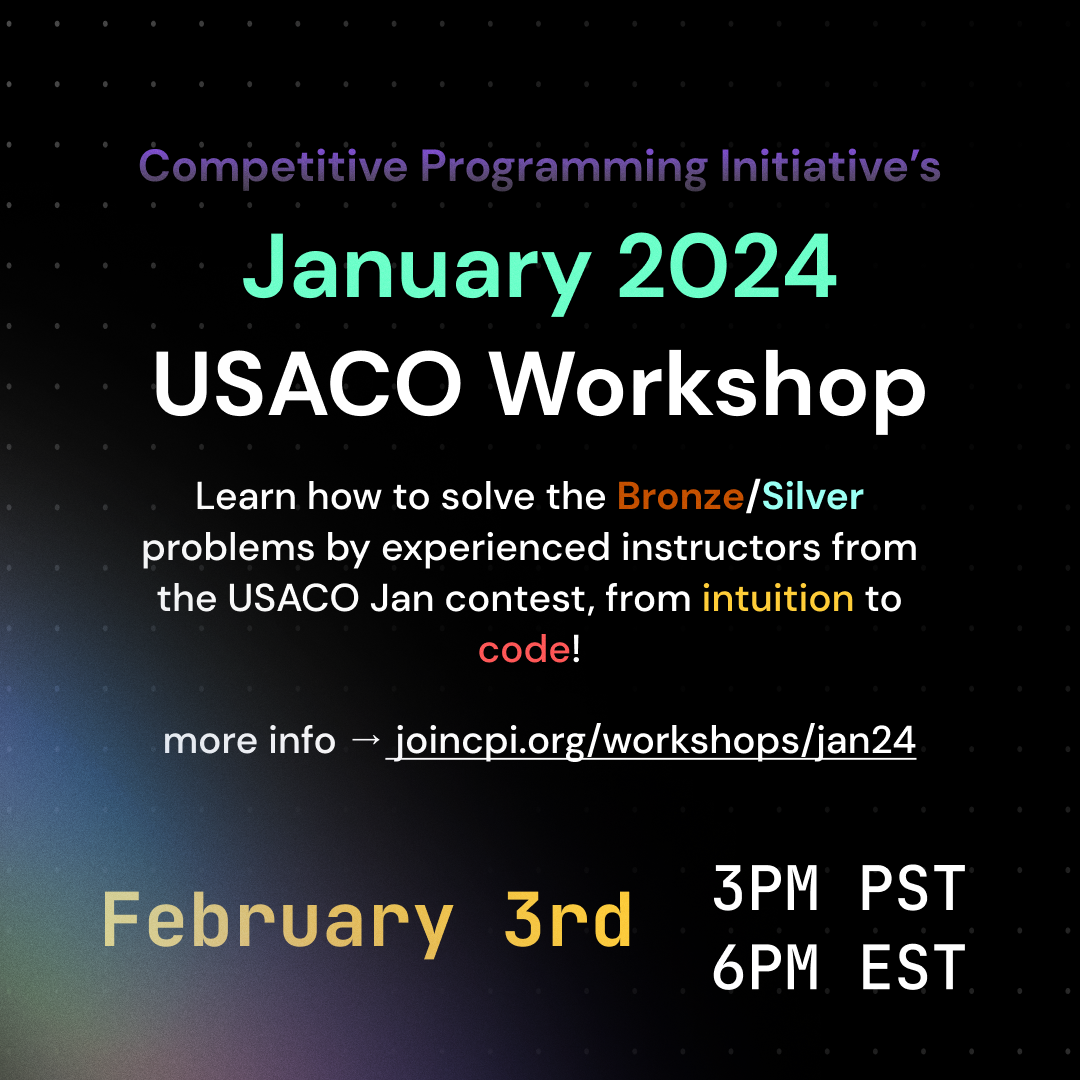 Competitive Programming Initiative’s
January 2024
USACO Workshop
Learn how to solve the Bronze/Silver
problems by experienced instructors from
the USACO Jan contest, from intuition to
code!
more info → joincpi.org/workshops/jan24
February 3rd
3PM PST
6PM EST